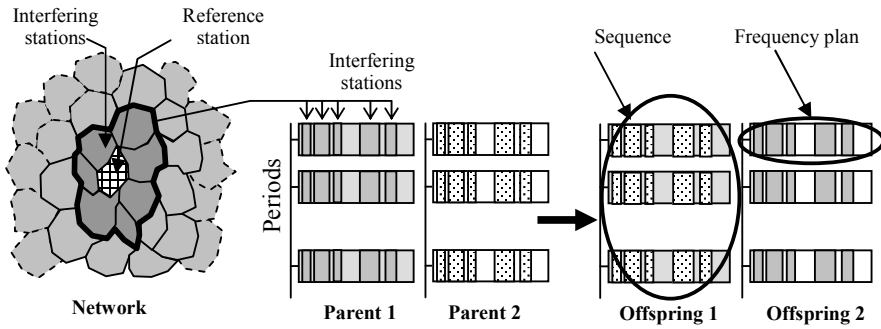 Interfering
stations
Reference
station
Interfering
stations
Sequence
Frequency plan
Periods
Network
Parent 1
Parent 2
Offspring 1
Offspring 2